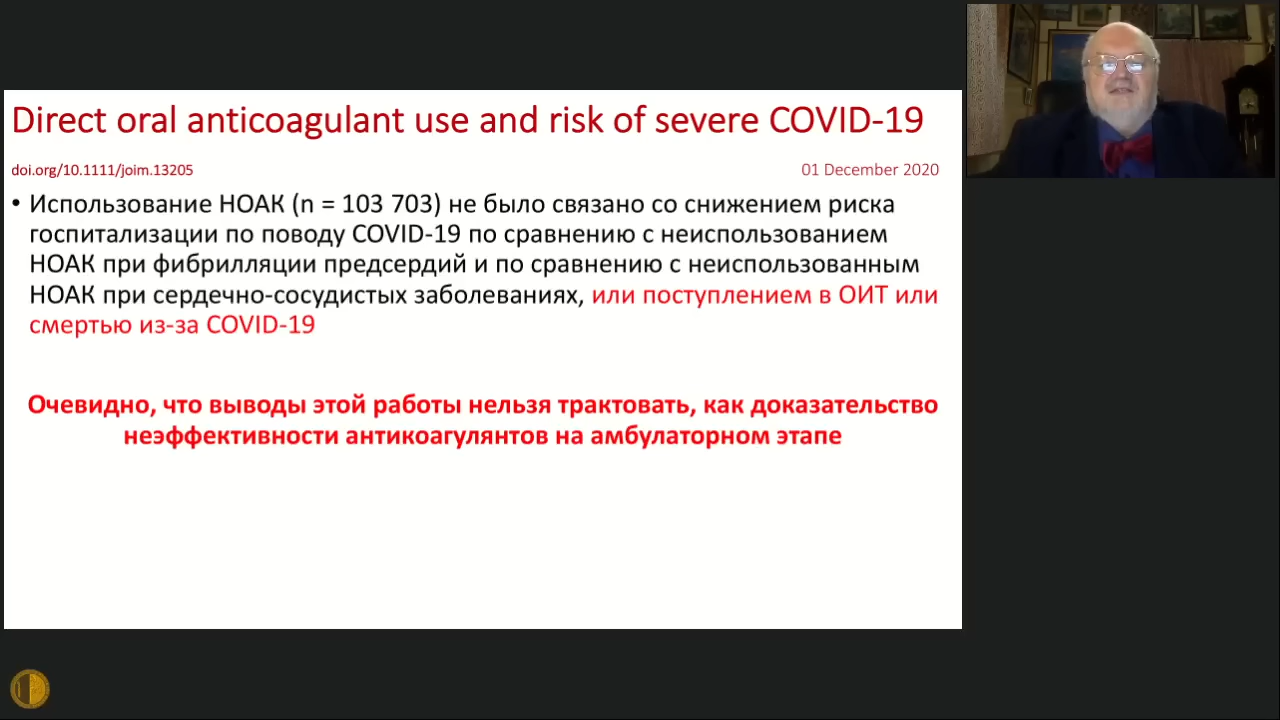 Direct oral anticoagulant use and risk of severe COVID-19
doi.org/10.1111/joim.13205
01 December 2020
• Использование НОАК (n = 103 703) не было связано со снижением риска
госпитализации по поводу COVID-19 по сравнению с неиспользованием
НОАК при фибрилляции предсердий и по сравнению с неиспользованным
НОАК при сердечно-сосудистых заболеваниях, или поступлением в ОИТ или
смертью из-за COVID-19
Очевидно, что выводы этой работы нельзя трактовать, как доказательство
неэффективности антикоагулянтов на амбулаторном этапе